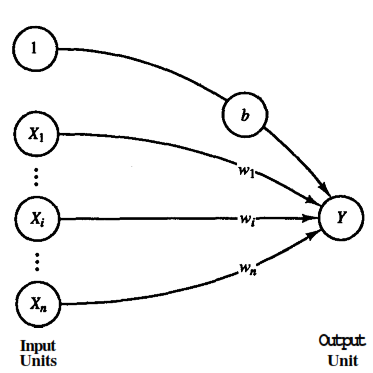 1
b
X₁
w₁
Xᵢ
wᵢ
Y
Xₙ
wₙ
Input
Units
Output
Unit